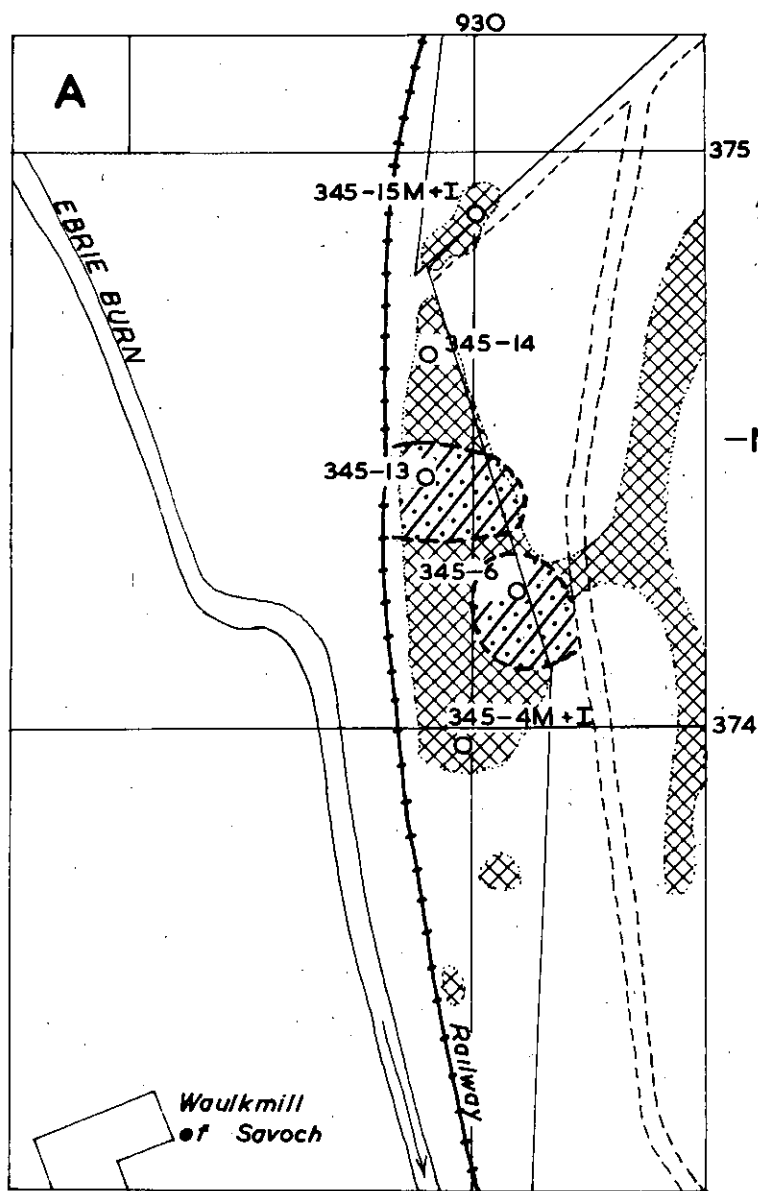 930
A
375
345-15M+I
EBRIE BURN
345-14
345-13
345-6
345-4M+I
374
Railway
Waulkmill
of Savoch